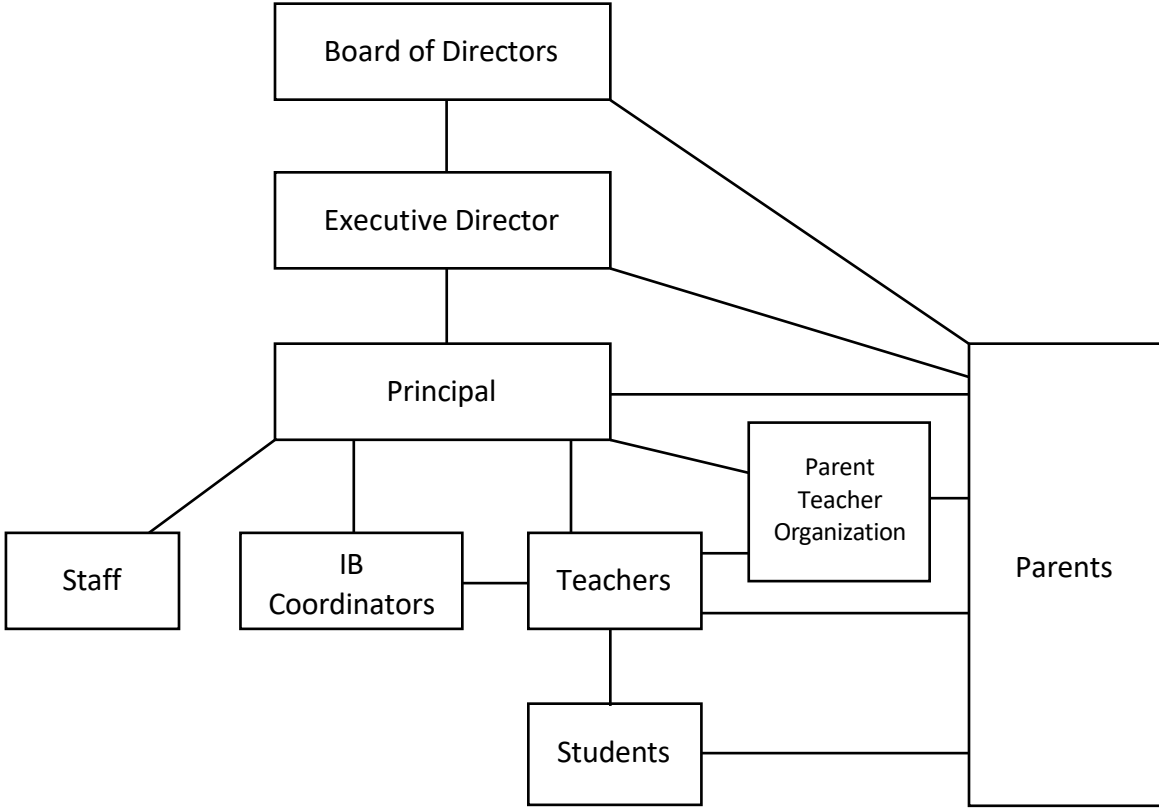 Board of Directors
Executive Director
Principal
Parent
Teacher
Organization
Parents
Staff
IB
Coordinators
Teachers
Students